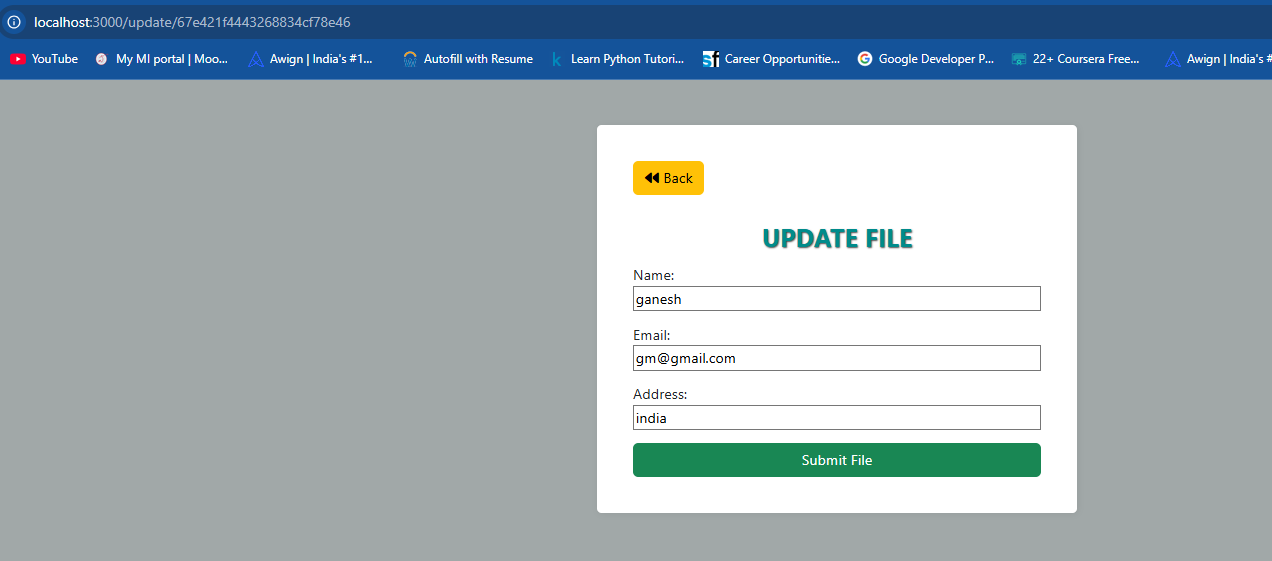 localhost:3000/update/67e421f4443268834cf78e46
YouTube My MI portal | Moo... Awign | India's #1... Autofill with Resume Learn Python Tutori... Career Opportunitie... Google Developer P... 22+ Coursera Free... Awign | India's #
Back
UPDATE FILE
Name:
ganesh
Email:
gm@gmail.com
Address:
india
Submit File